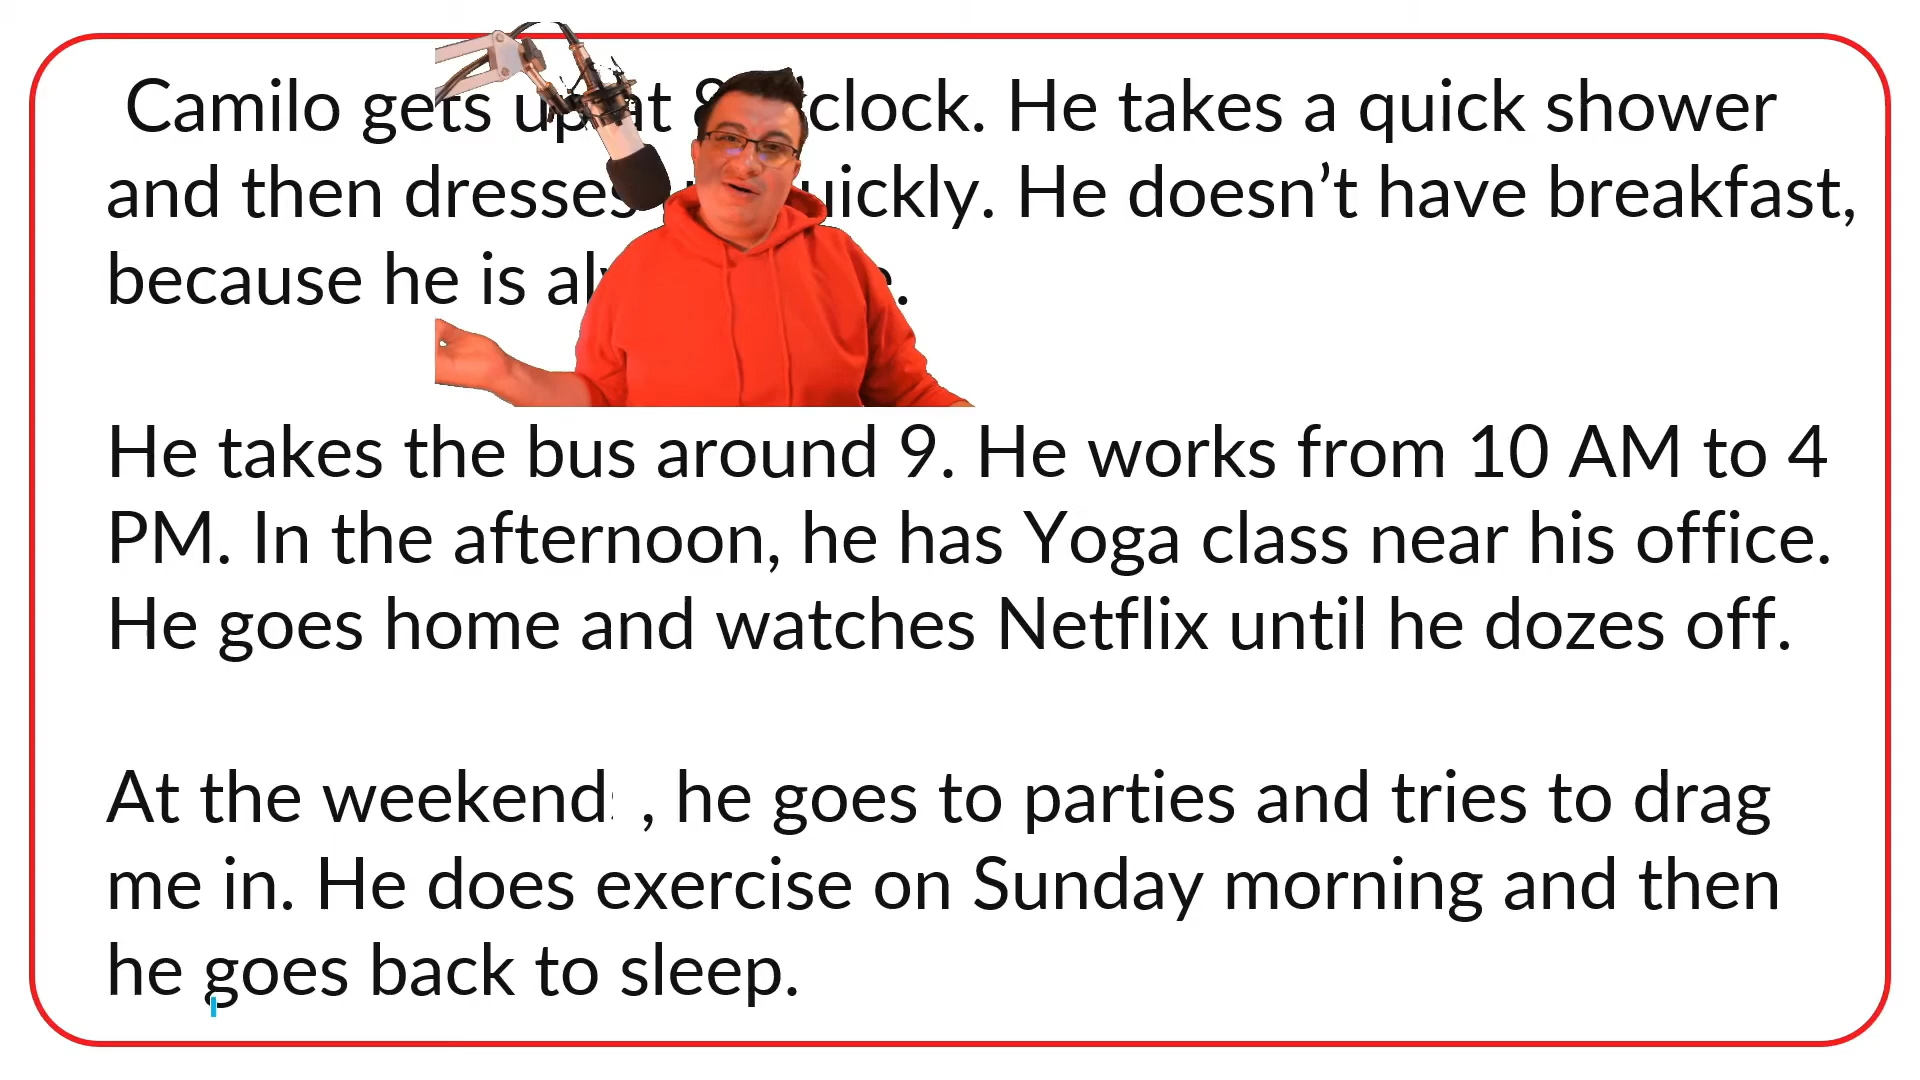 Camilo gets up at 8 o'clock. He takes a quick shower
and then dresses quickly. He doesn’t have breakfast,
because he is
He takes the bus around 9. He works from 10 AM to 4
PM. In the afternoon, he has Yoga class near his office.
He goes home and watches Netflix until he dozes off.
At the weekend, he goes to parties and tries to drag
me in. He does exercise on Sunday morning and then
he goes back to sleep.